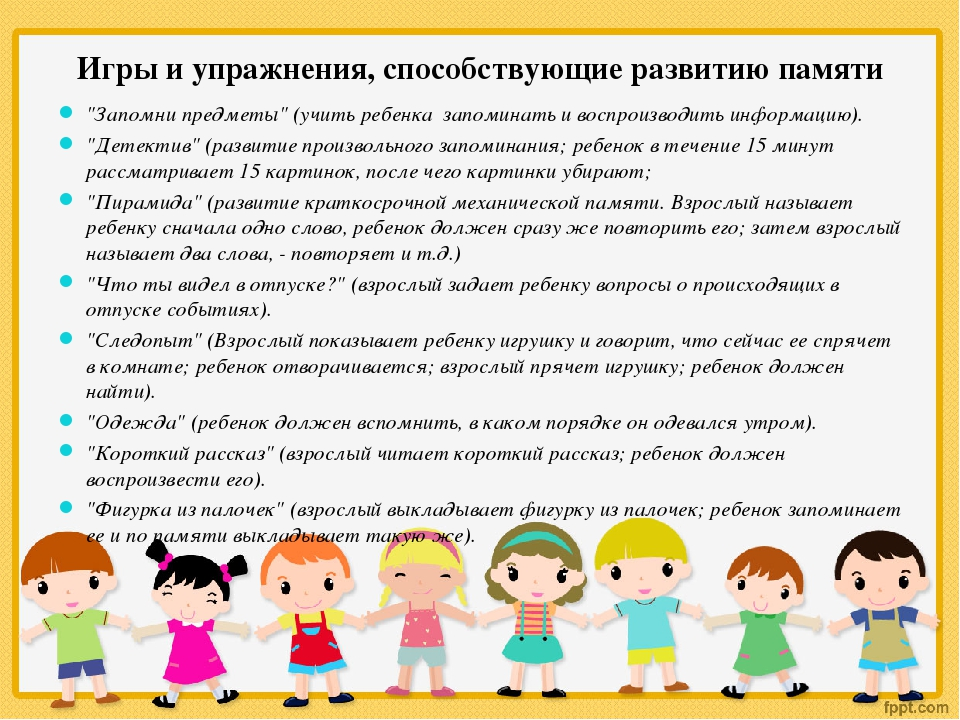 Игры и упражнения, способствующие развитию памяти
"Запомни предметы" (учить ребенка запоминать и воспроизводить информацию).
"Детектив" (развитие произвольного запоминания; ребенок в течение 15 минут
рассматривает 15 картинок, после чего картинки убирают;
"Пирамида" (развитие краткосрочной механической памяти. Взрослый называет
ребенку сначала одно слово, ребенок должен сразу же повторить его; затем взрослый
называет два слова, - повторяет и т.д.)
"Что ты видел в отпуске?" (взрослый задает ребенку вопросы о происходящих в
отпуске событиях).
"Следопыт" (Взрослый показывает ребенку игрушку и говорит, что сейчас ее спрячет
в комнате; ребенок отворачивается; взрослый прячет игрушку; ребенок должен
найти).
"Одежда" (ребенок должен вспомнить, в каком порядке он одевался утром).
"Короткий рассказ" (взрослый читает короткий рассказ; ребенок должен
воспроизвести его).
"Фигурка из палочек" (взрослый выкладывает фигурку из палочек; ребенок запоминает
ее и по памяти выкладывает такую же).
fppt.com